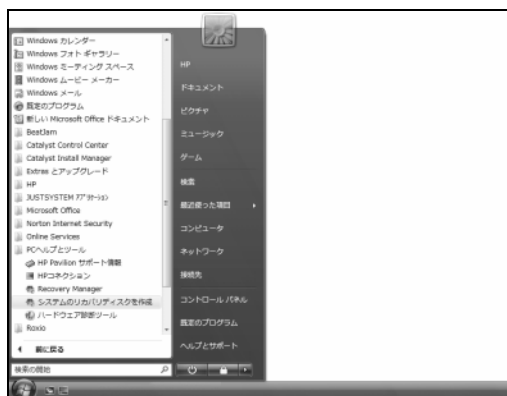 Windows カレンダー
Windows フォト ギャラリー
Windows ミーティング スペース
Windows ムービー メーカー
Windows メール
既定のプログラム
新しい Microsoft Office ドキュメント
BeatJam
Catalyst Control Center
Catalyst Install Manager
Extras とアップグレード
HP
JUSTSYSTEM アプリケーション
Microsoft Office
Norton Internet Security
Online Services
PCヘルプとツール
HP Pavilion サポート情報
HPコネクション
Recovery Manager
システムのリカバリディスクを作成
ハードウェア診断ツール
Roxio
前に戻る
検索の開始
HP
ドキュメント
ピクチャ
ミュージック
ゲーム
検索
最近使った項目
コンピュータ
ネットワーク
接続先
コントロール パネル
既定のプログラム
ヘルプとサポート